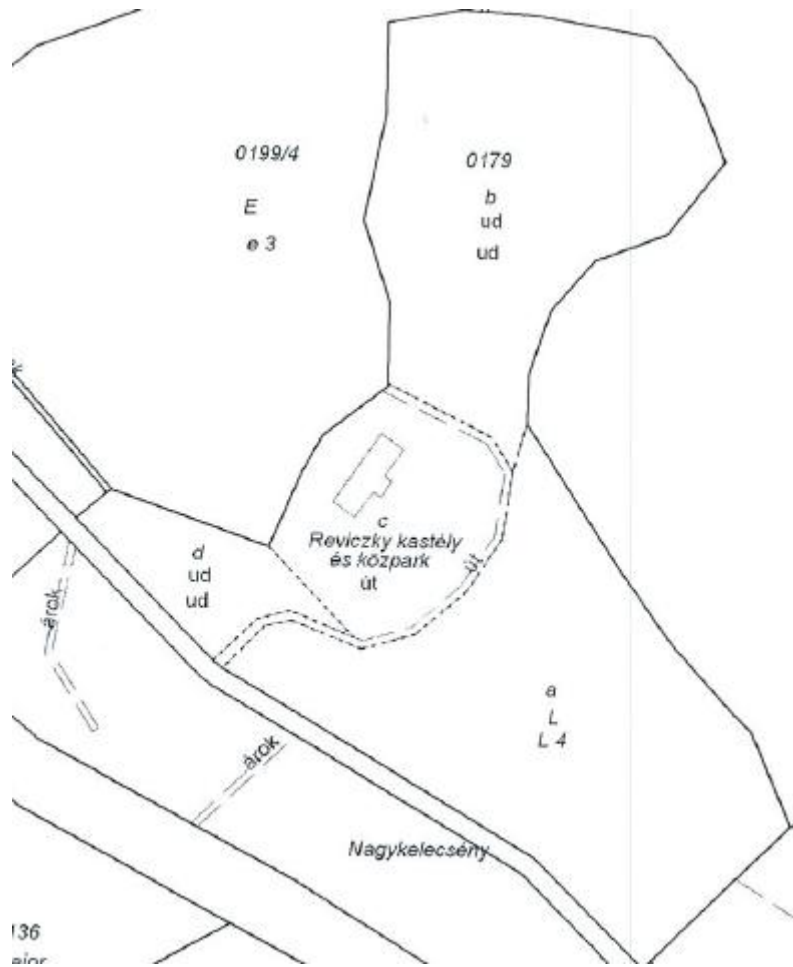 0199/4
E
e 3
0179
b
ud
ud
c
Reviczky kastély
és közpark
út
út
d
ud
ud
árok
árok
a
L
L 4
Nagykelecsény
136